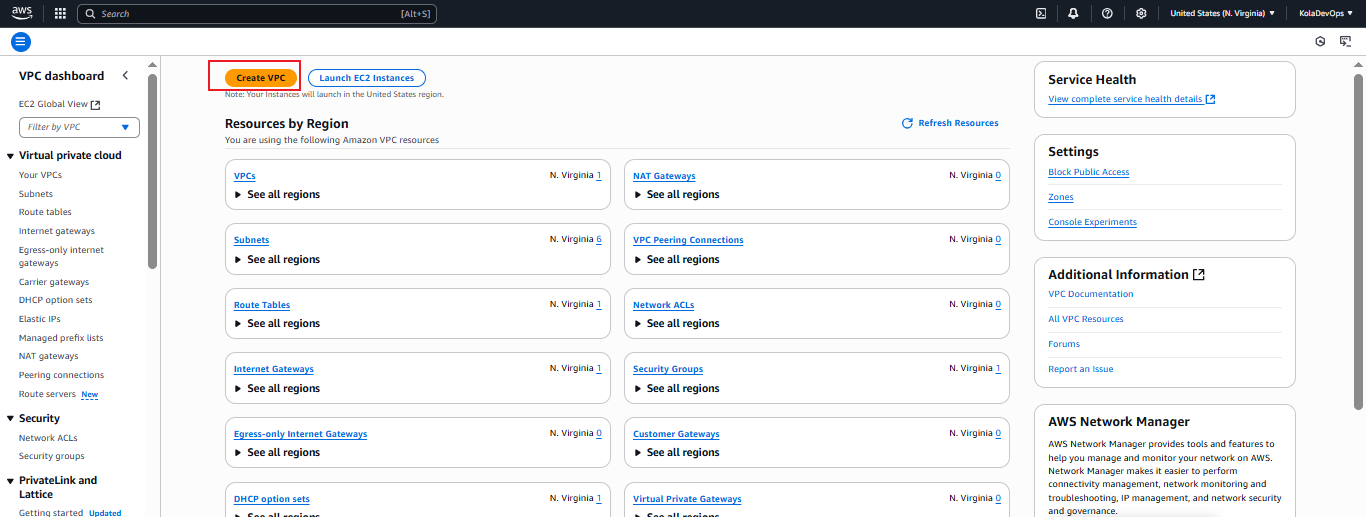 aws
Search
[Alt+S]
United States (N. Virginia)
KolaDevOps
VPC dashboard
EC2 Global View
Filter by VPC
Virtual private cloud
Your VPCs
Subnets
Route tables
Internet gateways
Egress-only internet
gateways
Carrier gateways
DHCP option sets
Elastic IPs
Managed prefix lists
NAT gateways
Peering connections
Route servers New
Security
Network ACLs
Security groups
PrivateLink and
Lattice
Getting started Updated
Create VPC
Launch EC2 Instances
Note: Your Instances will launch in the United States region.
Resources by Region
Refresh Resources
You are using the following Amazon VPC resources
VPCs N. Virginia 1
See all regions
NAT Gateways N. Virginia 0
See all regions
Subnets N. Virginia 6
See all regions
VPC Peering Connections N. Virginia 0
See all regions
Route Tables N. Virginia 1
See all regions
Network ACLs N. Virginia 0
See all regions
Internet Gateways N. Virginia 1
See all regions
Security Groups N. Virginia 1
See all regions
Egress-only Internet Gateways N. Virginia 0
See all regions
Customer Gateways N. Virginia 0
See all regions
DHCP option sets N. Virginia 1
See all regions
Virtual Private Gateways N. Virginia 0
See all regions
Service Health
View complete service health details
Settings
Block Public Access
Zones
Console Experiments
Additional Information
VPC Documentation
All VPC Resources
Forums
Report an Issue
AWS Network Manager
AWS Network Manager provides tools and features to
help you manage and monitor your network on AWS.
Network Manager makes it easier to perform
connectivity management, network monitoring and
troubleshooting, IP management, and network security
and governance.